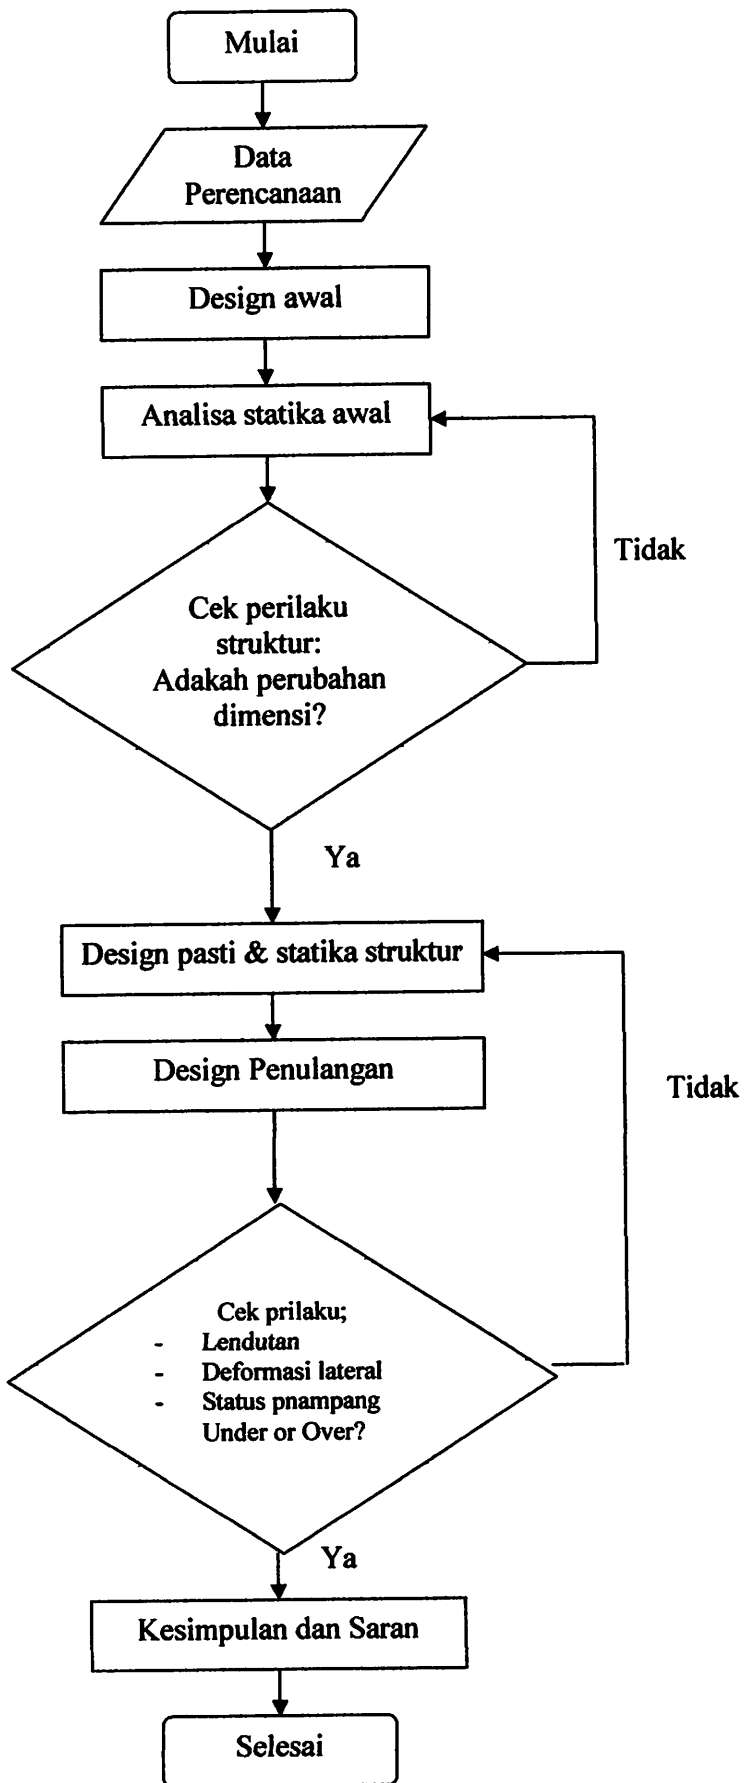 Mulai
Data
Perencanaan
Design awal
Analisa statika awal
Tidak
Cek perilaku
struktur:
Adakah perubahan
dimensi?
Ya
Design pasti & statika struktur
Design Penulangan
Tidak
Cek prilaku;
- Lendutan
- Deformasi lateral
- Status pnampang
Under or Over?
Ya
Kesimpulan dan Saran
Selesai